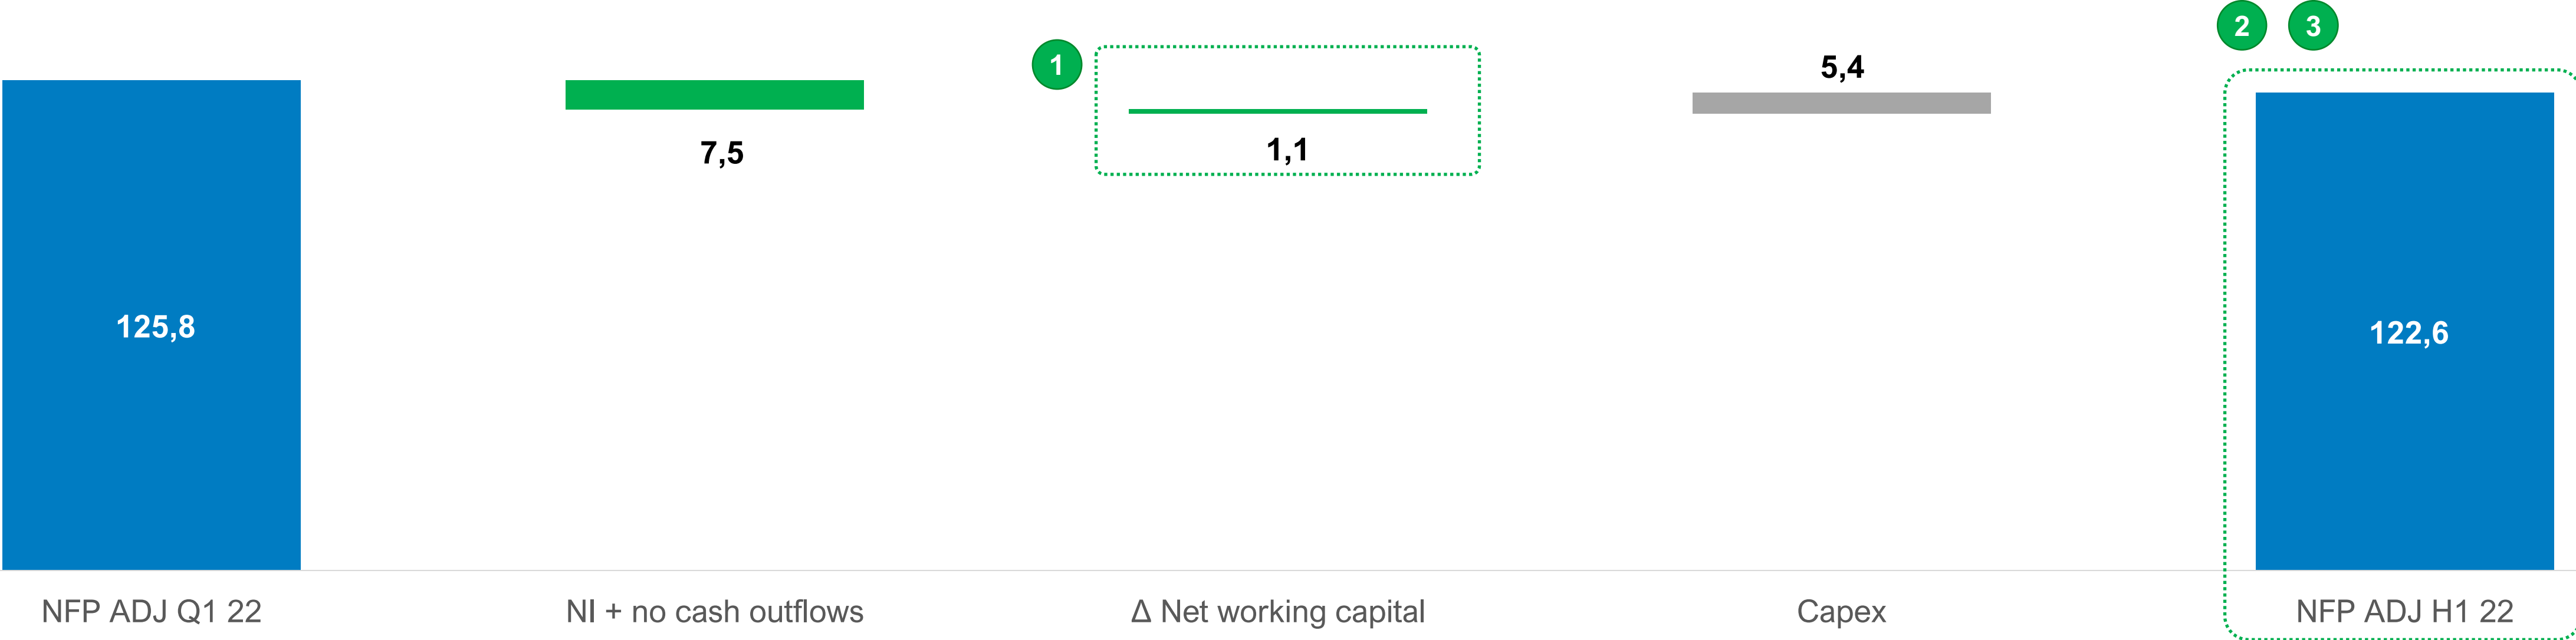 2 3
1
5,4
7,5
1,1
125,8
122,6
NFP ADJ Q1 22
NI + no cash outflows
Δ Net working capital
Capex
NFP ADJ H1 22